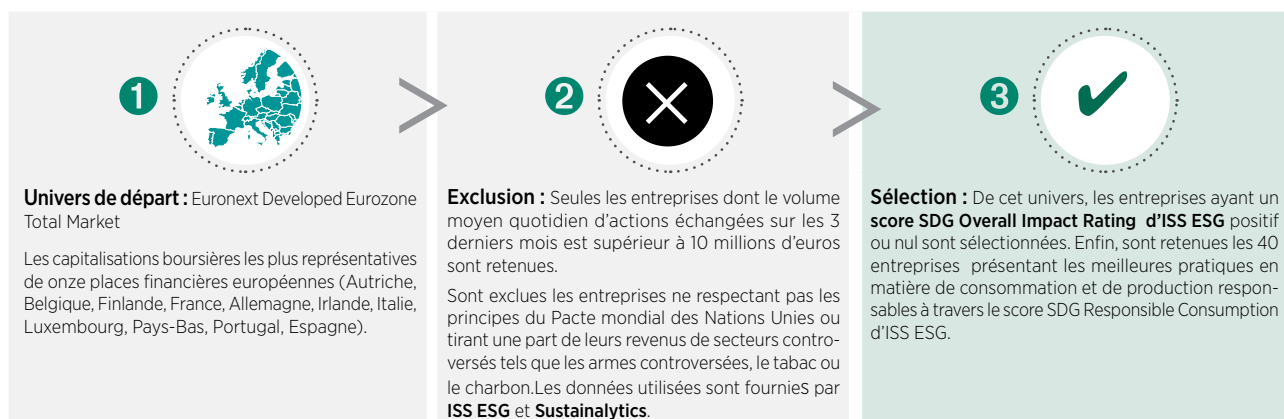 1
Univers de départ : Euronext Developed Eurozone
Total Market
Les capitalisations boursières les plus représentatives
de onze places financières européennes (Autriche,
Belgique, Finlande, France, Allemagne, Irlande, Italie,
Luxembourg, Pays-Bas, Portugal, Espagne).
>
2
Exclusion : Seules les entreprises dont le volume
moyen quotidien d’actions échangées sur les 3
derniers mois est supérieur à 10 millions d’euros
sont retenues.
Sont exclues les entreprises ne respectant pas les
principes du Pacte mondial des Nations Unies ou
tirant une part de leurs revenus de secteurs contro-
versés tels que les armes controversées, le tabac ou
le charbon.Les données utilisées sont fournies par
ISS ESG et Sustainalytics.
>
3
Sélection : De cet univers, les entreprises ayant un
score SDG Overall Impact Rating d’ISS ESG positif
ou nul sont sélectionnées. Enfin, sont retenues les 40
entreprises présentant les meilleures pratiques en
matière de consommation et de production respon-
sables à travers le score SDG Responsible Consumption
d’ISS ESG.